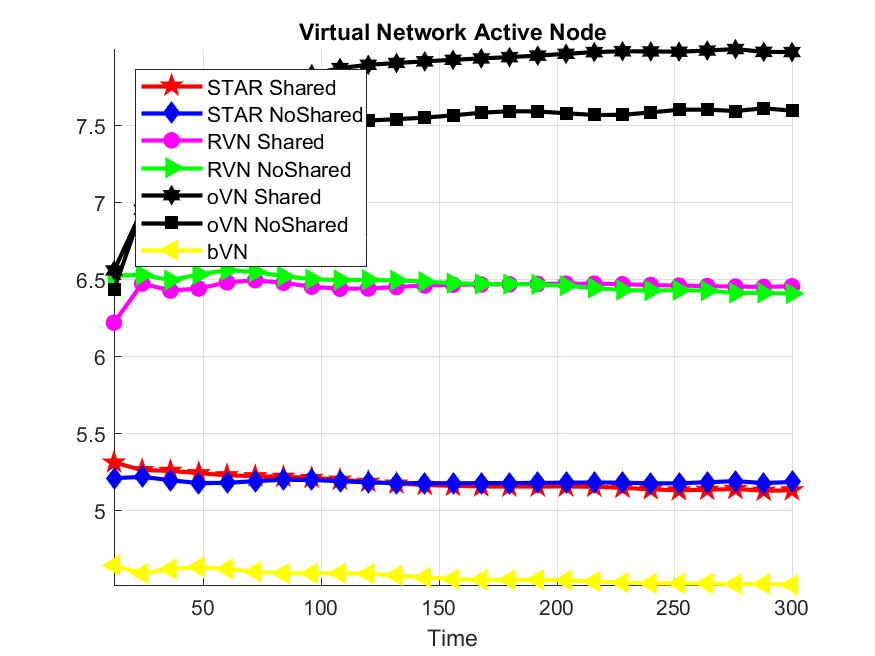 Virtual Network Active Node
STAR Shared
STAR NoShared
RVN Shared
RVN NoShared
oVN Shared
oVN NoShared
bVN
7.5
7
6.5
6
5.5
5
50 100 150 200 250 300
Time